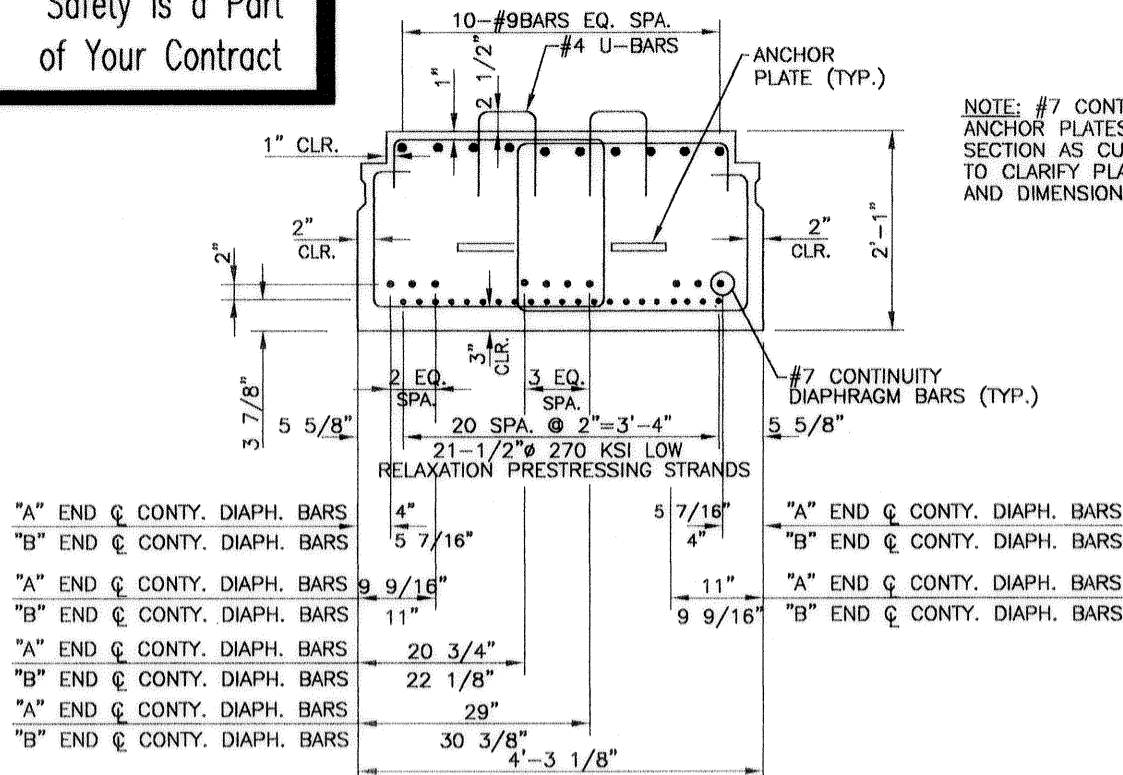 Safety is a Part
of Your Contract
10-#9BARS EQ. SPA.
#4 U-BARS
1"
2 1/2"
ANCHOR
PLATE (TYP.)
NOTE: #7 CONT
ANCHOR PLATES
SECTION AS CU
TO CLARIFY PLA
AND DIMENSION
1" CLR.
2"
CLR.
2"
CLR.
2'-1"
2"
3"
CLR.
3 7/8"
#7 CONTINUITY
DIAPHRAGM BARS (TYP.)
2 EQ.
SPA.
3 EQ.
SPA.
5 5/8"
20 SPA. @ 2"=3'-4"
5 5/8"
21-1/2"ø 270 KSI LOW
RELAXATION PRESTRESSING STRANDS
"A" END ℄ CONTY. DIAPH. BARS 4"
"B" END ℄ CONTY. DIAPH. BARS 5 7/16"
5 7/16" "A" END ℄ CONTY. DIAPH. BARS
4" "B" END ℄ CONTY. DIAPH. BARS
"A" END ℄ CONTY. DIAPH. BARS 9 9/16"
"B" END ℄ CONTY. DIAPH. BARS 11"
11" "A" END ℄ CONTY. DIAPH. BARS
9 9/16" "B" END ℄ CONTY. DIAPH. BARS
"A" END ℄ CONTY. DIAPH. BARS 20 3/4"
"B" END ℄ CONTY. DIAPH. BARS 22 1/8"
"A" END ℄ CONTY. DIAPH. BARS 29"
"B" END ℄ CONTY. DIAPH. BARS 30 3/8"
4'-3 1/8"